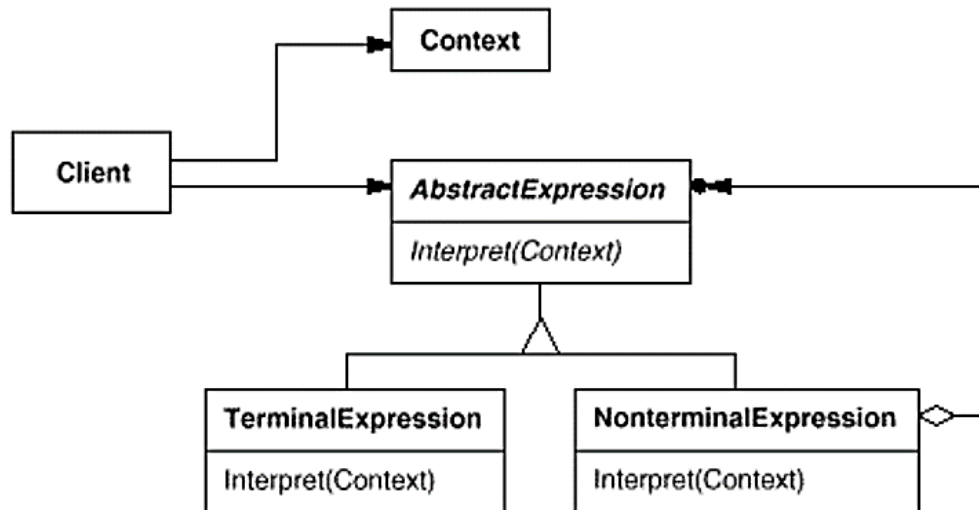 Context
Client
AbstractExpression
Interpret(Context)
TerminalExpression
Interpret(Context)
NonterminalExpression
Interpret(Context)